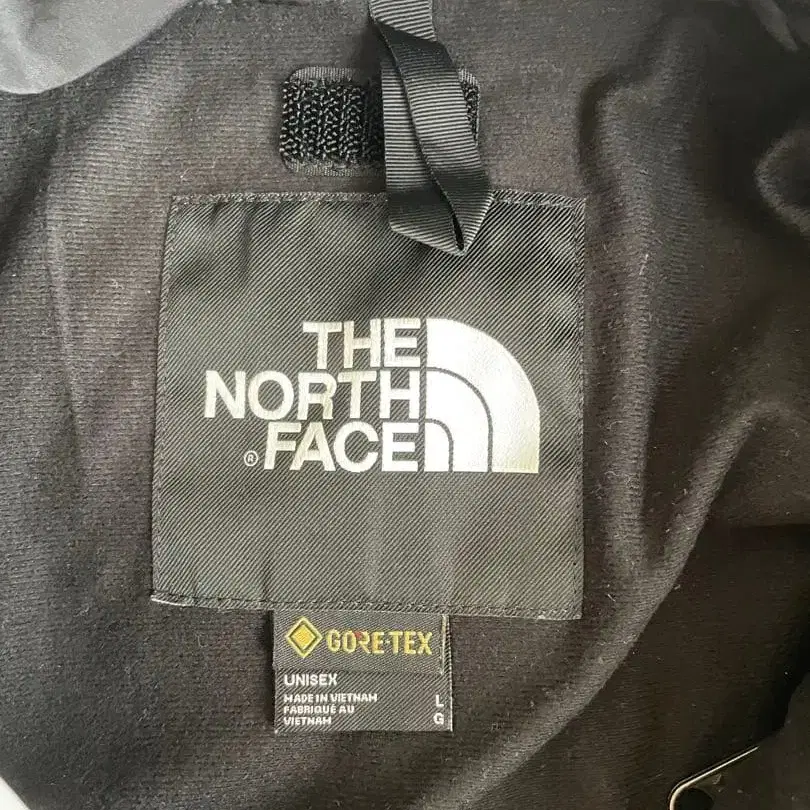 THE
NORTH
® FACE
GORE-TEX
UNISEX
MADE IN VIETNAM
FABRIQUÉ AU
VIETNAM
L
G